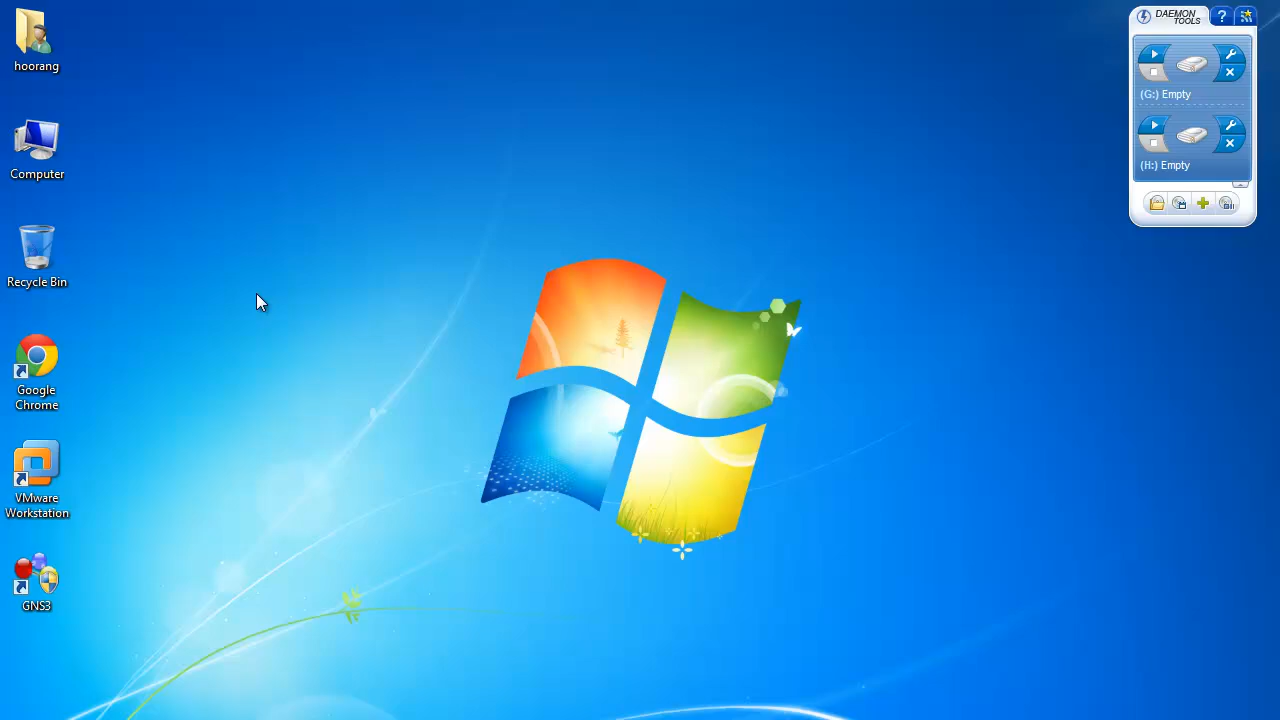 hoorang
Computer
Recycle Bin
Google
Chrome
VMware
Workstation
GNS3
DAEMON
TOOLS
?
(G:) Empty
(H:) Empty